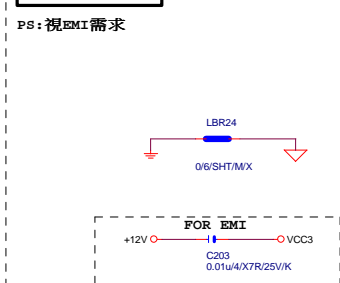 PS:視EMI需求
LBR24
0/6/SHT/M/X
FOR EMI
+12V
VCC3
C203
0.01u/4/X7R/25V/K